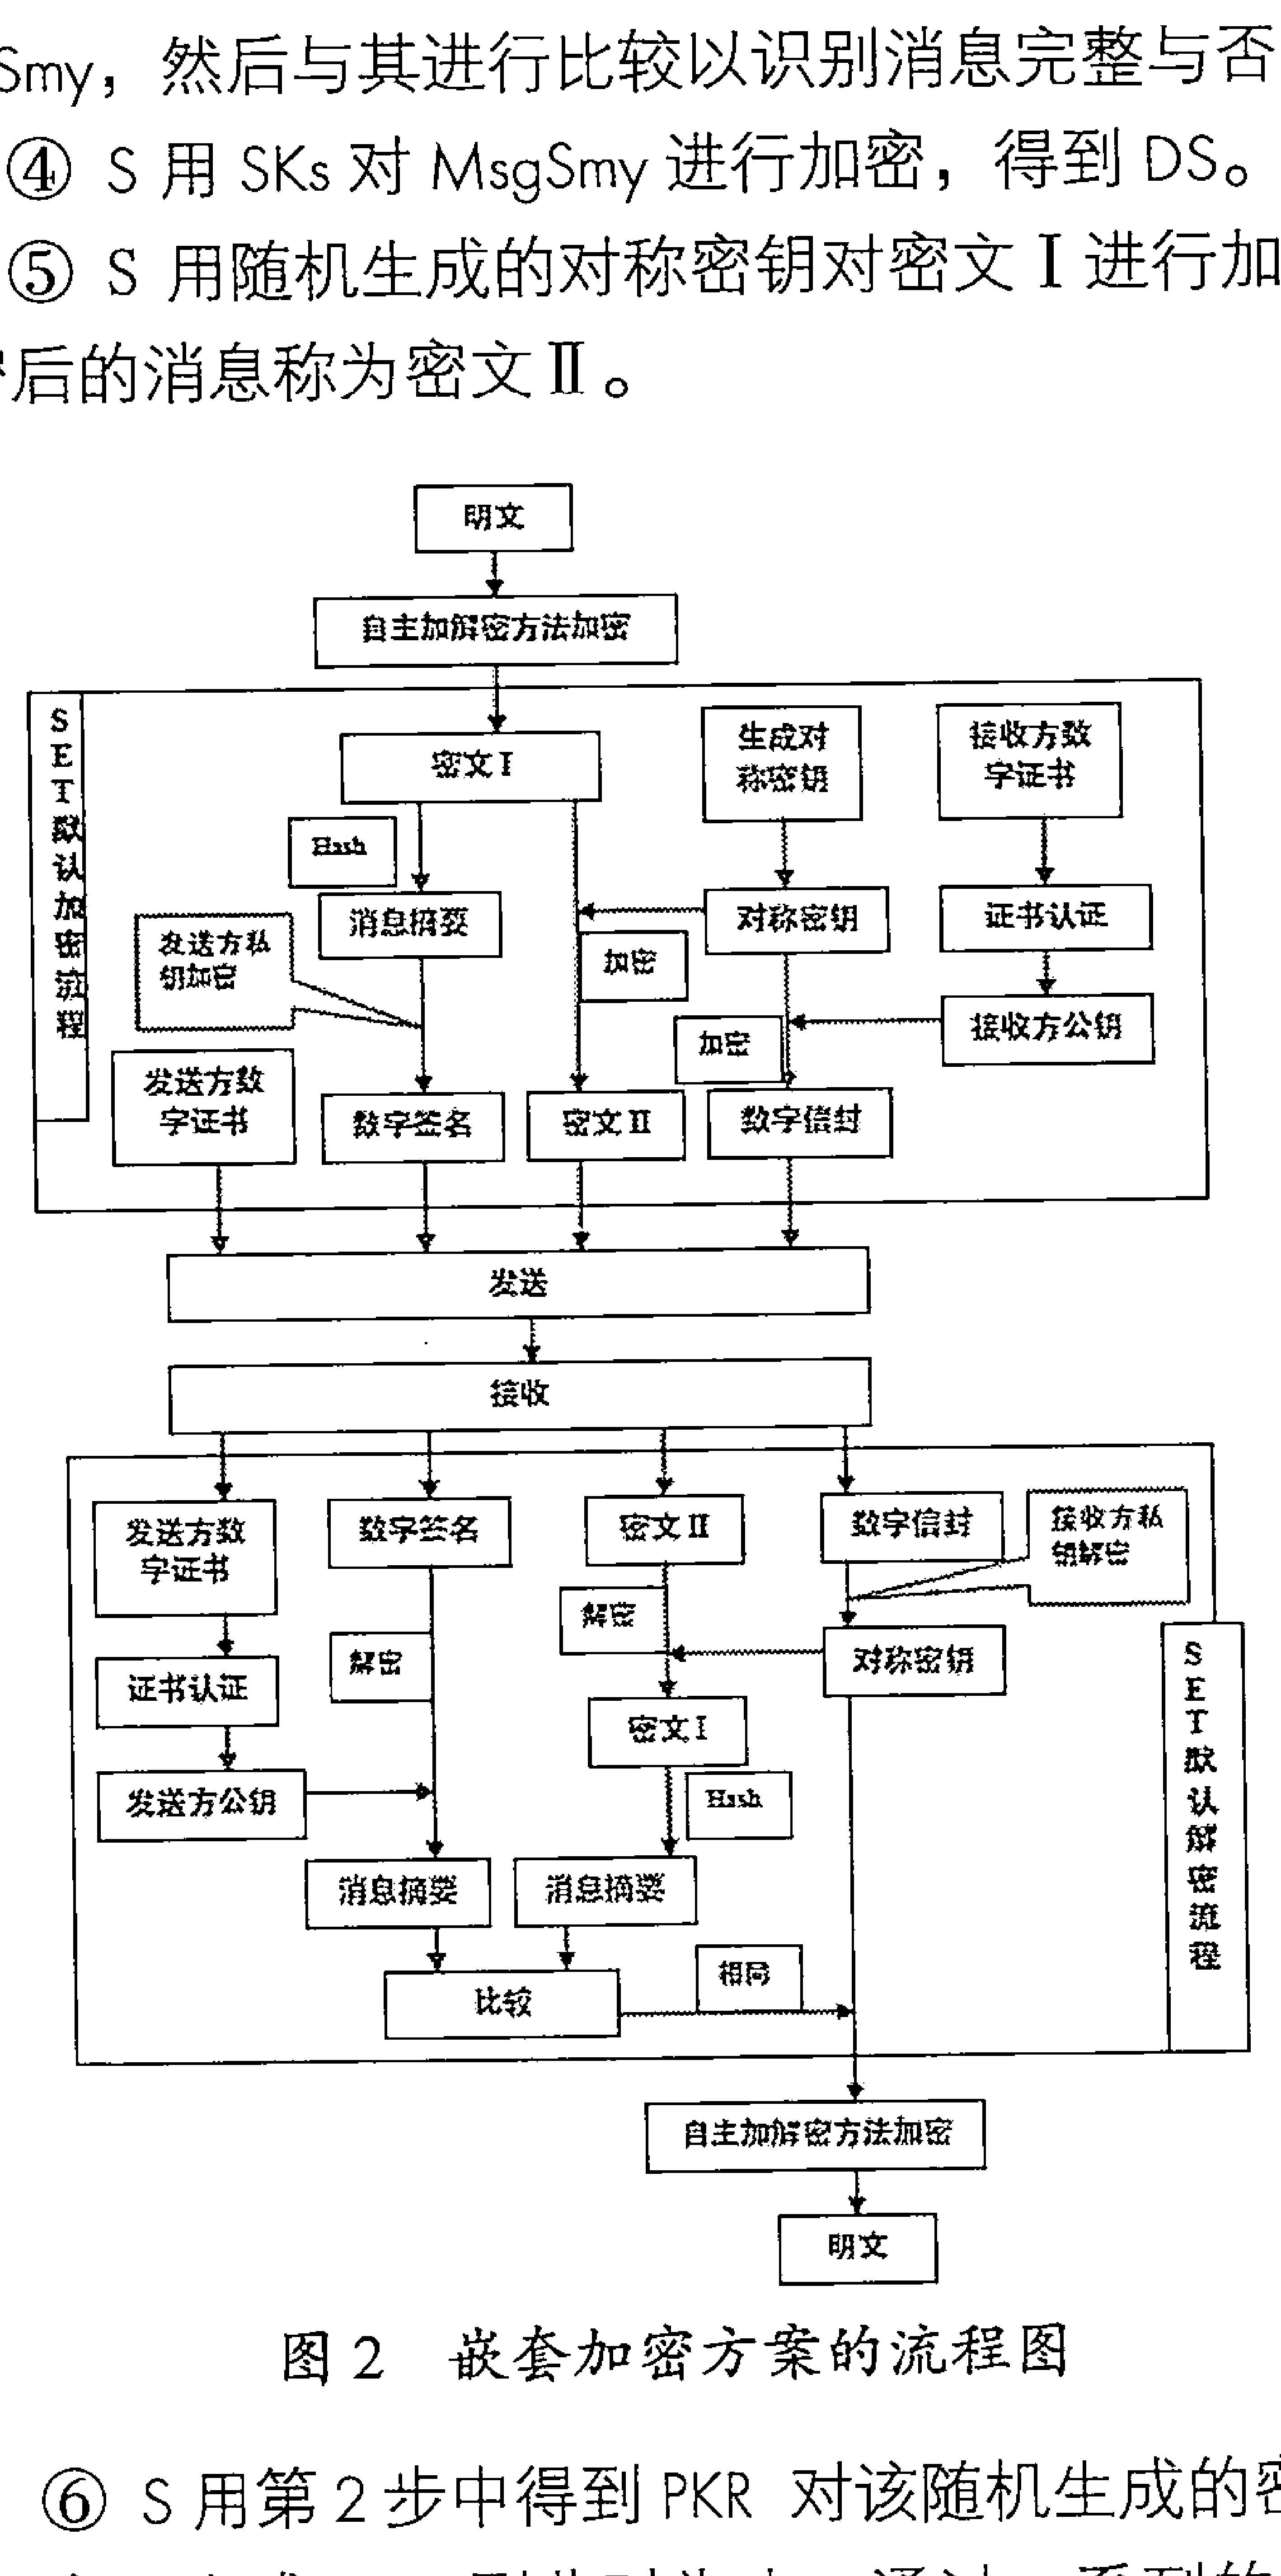 Smy，然后与其进行比较以识别消息完整与否
④ S 用 SKs 对 MsgSmy 进行加密，得到 DS。
⑤ S 用随机生成的对称密钥对密文Ⅰ进行加
后的消息称为密文Ⅱ。
明文
自主加解密方法加密
SET默认加密流程
密文Ⅰ
生成对
称密钥
接收方数
字证书
Hash
消息摘要
对称密钥
证书认证
发送方私
钥加密
加密
加密
接收方公钥
发送方数
字证书
数字签名
密文Ⅱ
数字信封
发送
接收
发送方数
字证书
数字签名
密文Ⅱ
数字信封
接收方私
钥解密
解密
解密
对称密钥
证书认证
密文Ⅰ
发送方公钥
Hash
消息摘要
消息摘要
SET默认解密流程
比较
相同
自主加解密方法加密
明文
图 2 嵌套加密方案的流程图
⑥ S 用第 2 步中得到 PKR 对该随机生成的密